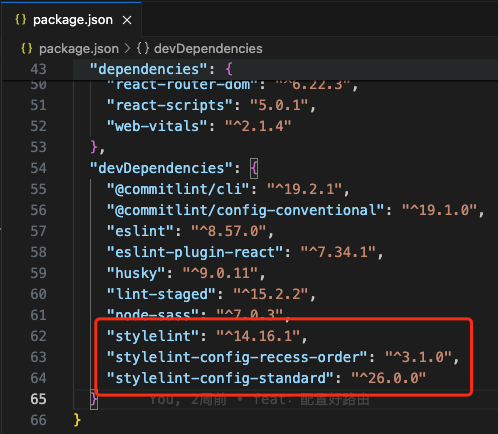 {} package.json ×
{} package.json > {} devDependencies
43 "dependencies": {
50 "react-router-dom": "^6.22.3",
51 "react-scripts": "5.0.1",
52 "web-vitals": "^2.1.4"
53 },
54 "devDependencies": {
55 "@commitlint/cli": "^19.2.1",
56 "@commitlint/config-conventional": "^19.1.0",
57 "eslint": "^8.57.0",
58 "eslint-plugin-react": "^7.34.1",
59 "husky": "^9.0.11",
60 "lint-staged": "^15.2.2",
61 "node-sass": "^7.0.3",
62 "stylelint": "^14.16.1",
63 "stylelint-config-recess-order": "^3.1.0",
64 "stylelint-config-standard": "^26.0.0"
65 } You, 2周前 • feat: 配置好路由
66 }